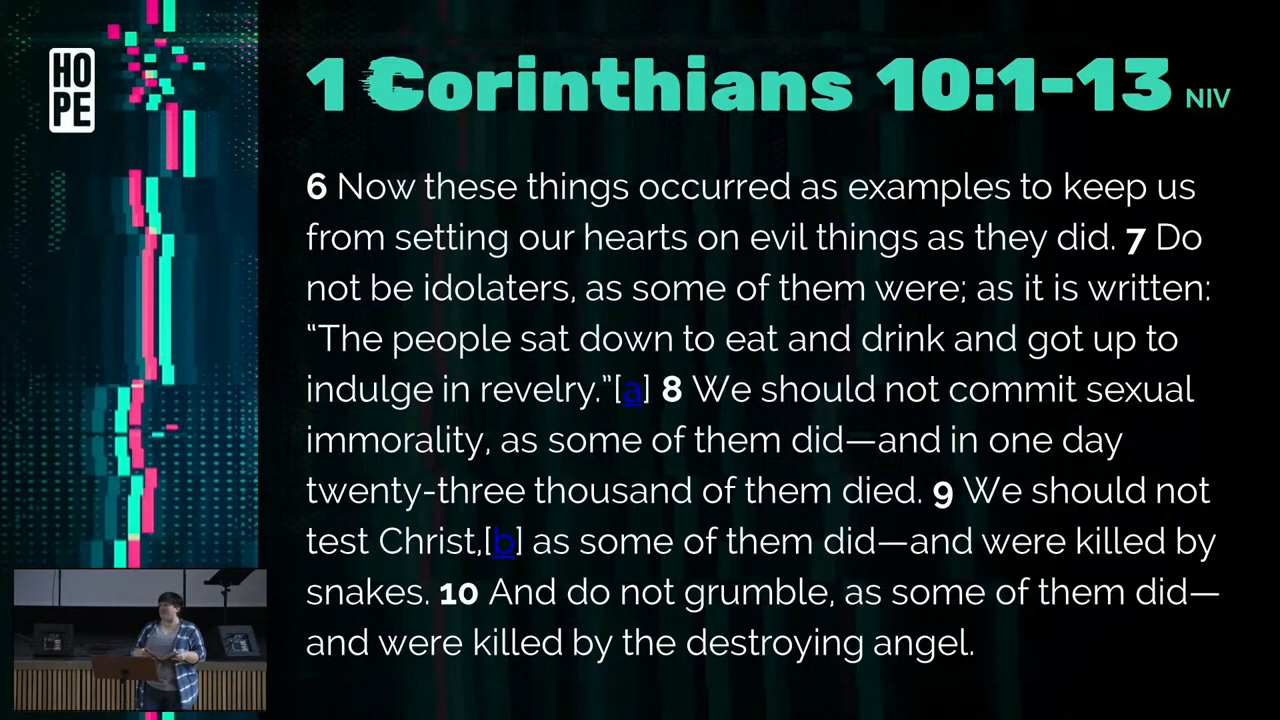 HO
PE
1 Corinthians 10:1-13 NIV
6 Now these things occurred as examples to keep us
from setting our hearts on evil things as they did. 7 Do
not be idolaters, as some of them were; as it is written:
“The people sat down to eat and drink and got up to
indulge in revelry.”[a] 8 We should not commit sexual
immorality, as some of them did—and in one day
twenty-three thousand of them died. 9 We should not
test Christ,[b] as some of them did—and were killed by
snakes. 10 And do not grumble, as some of them did—
and were killed by the destroying angel.